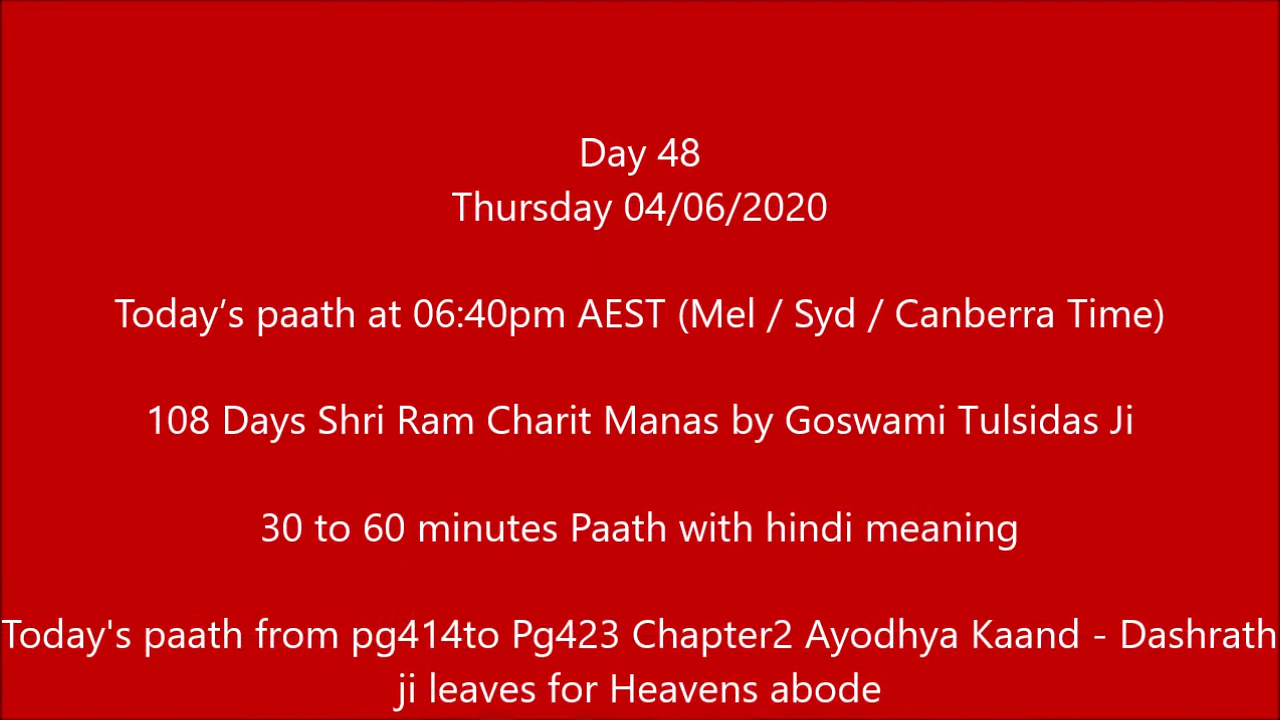 Day 48
Thursday 04/06/2020
Today’s paath at 06:40pm AEST (Mel / Syd / Canberra Time)
108 Days Shri Ram Charit Manas by Goswami Tulsidas Ji
30 to 60 minutes Paath with hindi meaning
Today's paath from pg414to Pg423 Chapter2 Ayodhya Kaand - Dashrath
ji leaves for Heavens abode